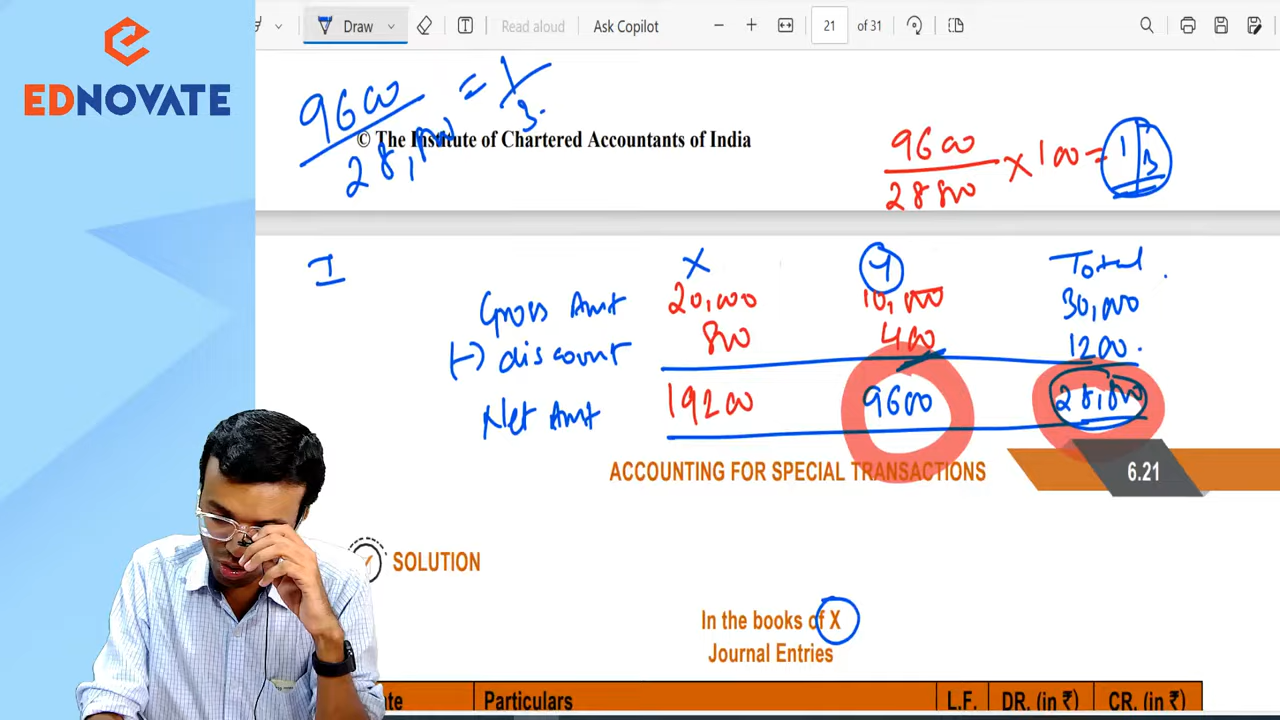 EDNOVATE
Draw
Read aloud
Ask Copilot
21 of 31
9600
28,800
= 1/3.
© The Institute of Chartered Accountants of India
9600
2880
× 100 = 1/3
I
X Y Total
Gross Amt 20,000 10,000 30,000
(-) discount 800 400 1200.
Net Amt 19200 9600 28,800
ACCOUNTING FOR SPECIAL TRANSACTIONS 6.21
SOLUTION
In the books of X
Journal Entries
Particulars L.F. DR. (in ₹) CR. (in ₹)